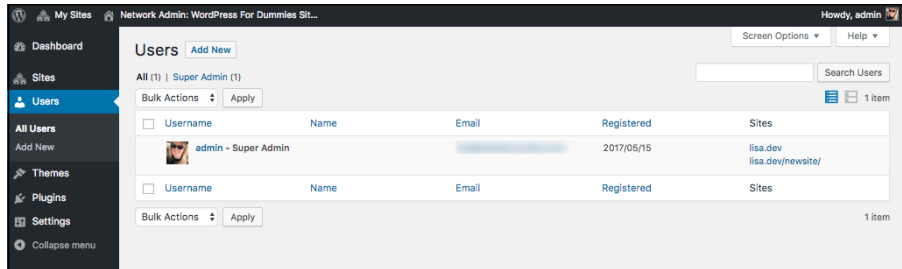 My Sites Network Admin: WordPress For Dummies Sit... Howdy, admin
Screen Options ▼ Help ▼
Dashboard
Sites
Users
All Users
Add New
Themes
Plugins
Settings
Collapse menu
Users Add New
All (1) | Super Admin (1)
Search Users
Bulk Actions Apply
1 item
Username Name Email Registered Sites
admin - Super Admin 2017/05/15 lisa.dev
lisa.dev/newsite/
Username Name Email Registered Sites
Bulk Actions Apply
1 item